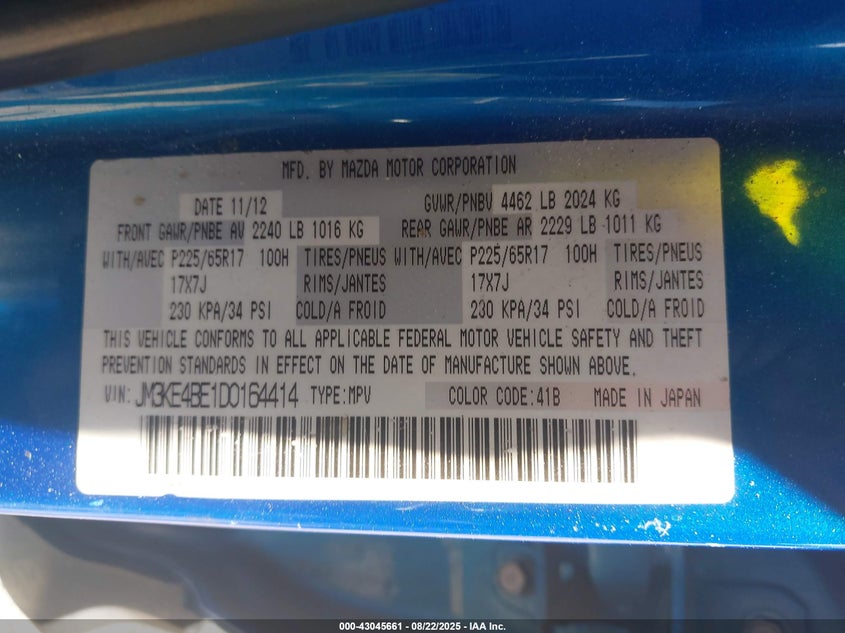 MFD. BY MAZDA MOTOR CORPORATION
DATE 11/12 GVWR/PNBV 4462 LB 2024 KG
FRONT GAWR/PNBE AV 2240 LB 1016 KG REAR GAWR/PNBE AR 2229 LB 1011 KG
WITH/AVEC P225/65R17 100H TIRES/PNEUS WITH/AVEC P225/65R17 100H TIRES/PNEUS
17X7J RIMS/JANTES 17X7J RIMS/JANTES
230 KPA/34 PSI COLD/A FROID 230 KPA/34 PSI COLD/A FROID
THIS VEHICLE CONFORMS TO ALL APPLICABLE FEDERAL MOTOR VEHICLE SAFETY AND THEFT
PREVENTION STANDARDS IN EFFECT ON THE DATE OF MANUFACTURE SHOWN ABOVE.
VIN: JM3KE4BE1D0164414 TYPE:MPV COLOR CODE:41B MADE IN JAPAN
000-43045661 - 08/22/2025 - IAA Inc.